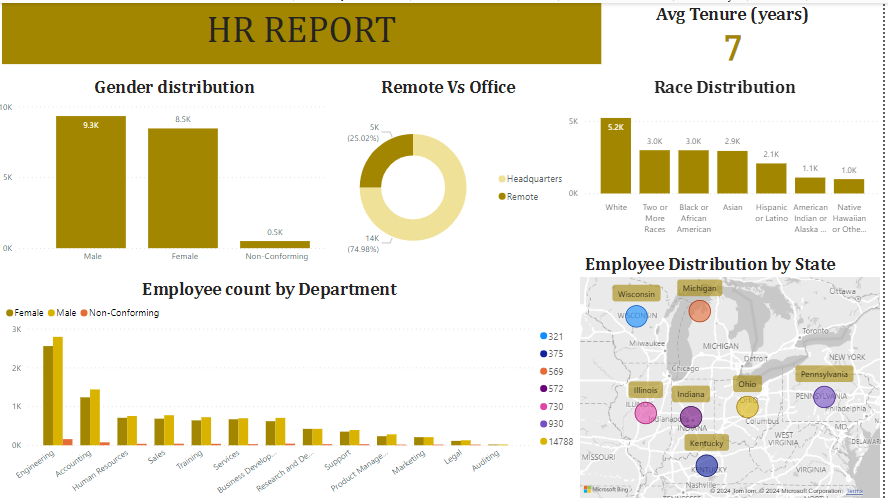 HR REPORT
Avg Tenure (years)
7
Gender distribution
10K
5K
0K
9.3K
8.5K
0.5K
Male
Female
Non-Conforming
Remote Vs Office
5K
(25.02%)
14K
(74.98%)
Headquarters
Remote
Race Distribution
5K
0K
5.2K
3.0K
3.0K
2.9K
2.1K
1.1K
1.0K
White
Two or
More
Races
Black or
African
American
Asian
Hispanic
or Latino
American
Indian or
Alaska ...
Native
Hawaiian
or Othe...
Employee count by Department
Female
Male
Non-Conforming
3K
2K
1K
0K
Engineering
Accounting
Human Resources
Sales
Training
Services
Business Develop...
Research and De...
Support
Product Manage...
Marketing
Legal
Auditing
321
375
569
572
730
930
14788
Employee Distribution by State
Wisconsin
Michigan
Ottawa
WISCONSIN
Toronto
Milwaukee
MICHIGAN
Detroit
NEW YORK
Chicago
Pennsylvania
Illinois
Indiana
Ohio
PENNSYLVANIA
Philadelphia
Indianapolis
Columbus
MD.
Kentucky
WEST
VIRGINIA
DELAWAR
MISSOURI
KENTUCKY
VIRGINIA
Nashville
Microsoft Bing
© 2024 TomTom, © 2024 Microsoft Corporation
Terms